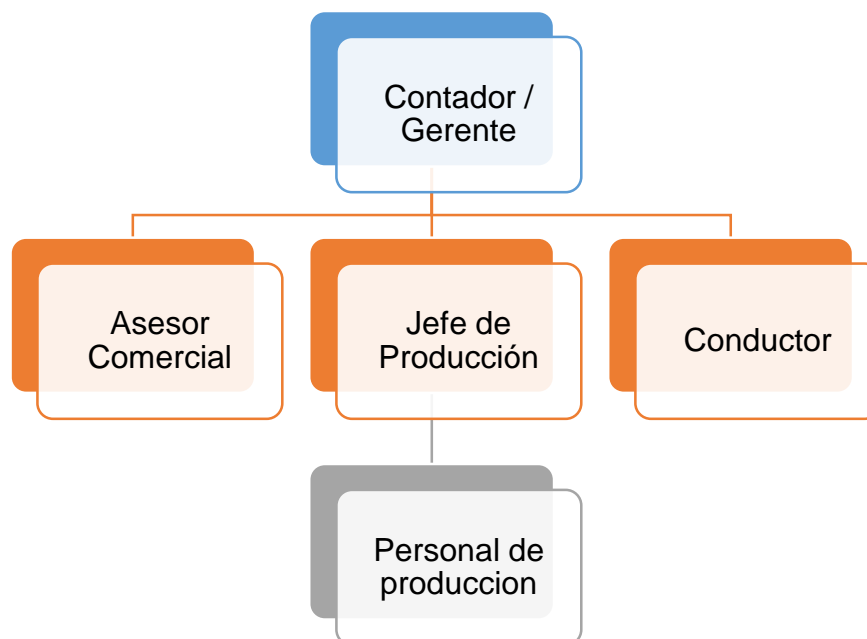 Contador /
Gerente
Asesor
Comercial
Jefe de
Producción
Conductor
Personal de
produccion